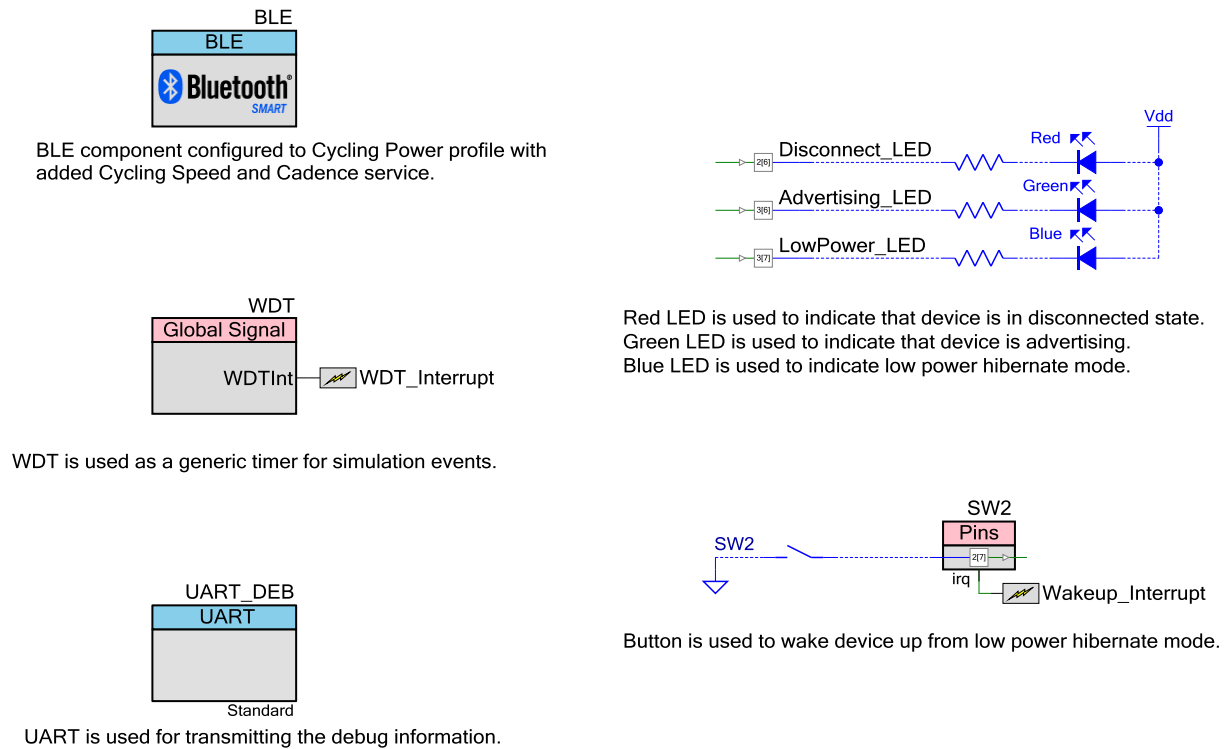 BLE
BLE
Bluetooth®
SMART
BLE component configured to Cycling Power profile with
added Cycling Speed and Cadence service.
WDT
Global Signal
WDTInt
WDT_Interrupt
WDT is used as a generic timer for simulation events.
UART_DEB
UART
Standard
UART is used for transmitting the debug information.
Vdd
2[6] Disconnect_LED Red
3[6] Advertising_LED Green
3[7] LowPower_LED Blue
Red LED is used to indicate that device is in disconnected state.
Green LED is used to indicate that device is advertising.
Blue LED is used to indicate low power hibernate mode.
SW2
Pins
SW2
2[7]
irq
Wakeup_Interrupt
Button is used to wake device up from low power hibernate mode.